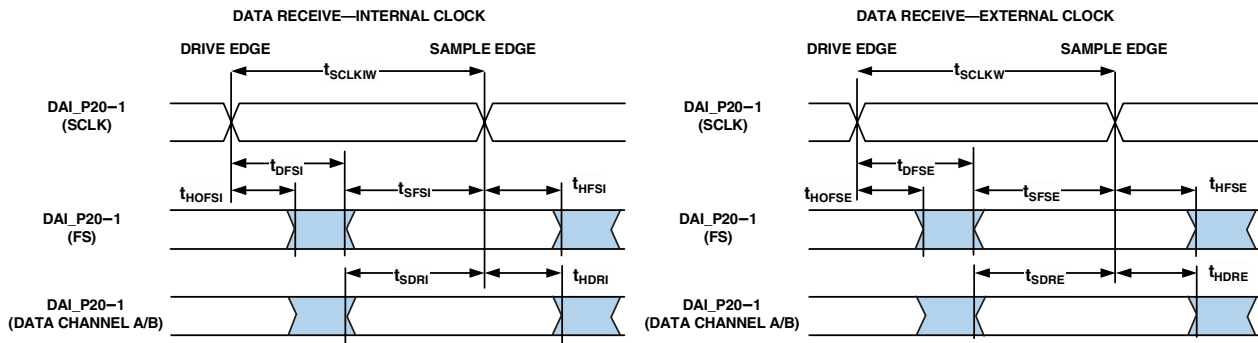 DATA RECEIVE—INTERNAL CLOCK
DRIVE EDGE
SAMPLE EDGE
tSCLKIW
DAI_P20–1
(SCLK)
tDFSI
tHOFSI
tSFSI
tHFSI
DAI_P20–1
(FS)
tSDRI
tHDRI
DAI_P20–1
(DATA CHANNEL A/B)
DATA RECEIVE—EXTERNAL CLOCK
DRIVE EDGE
SAMPLE EDGE
tSCLKW
DAI_P20–1
(SCLK)
tDFSE
tHOFSE
tSFSE
tHFSE
DAI_P20–1
(FS)
tSDRE
tHDRE
DAI_P20–1
(DATA CHANNEL A/B)